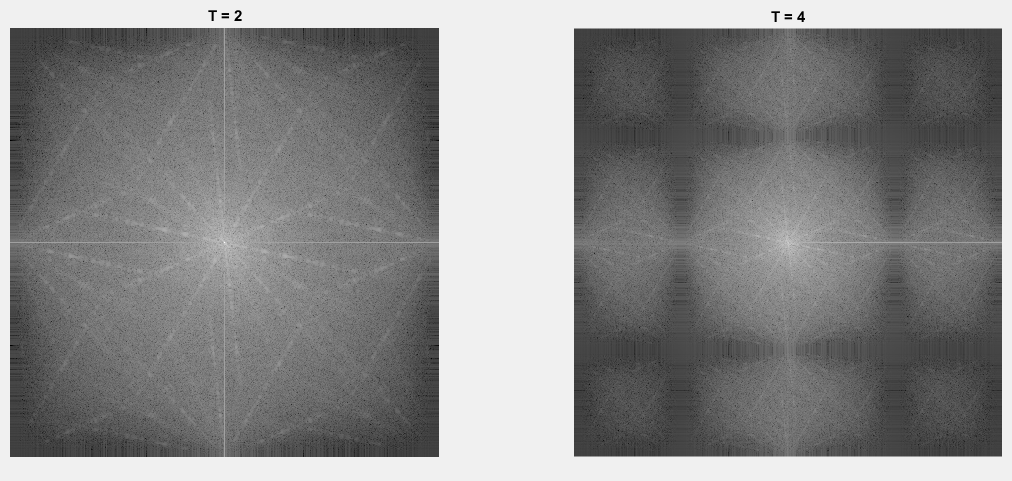 T = 2
T = 4